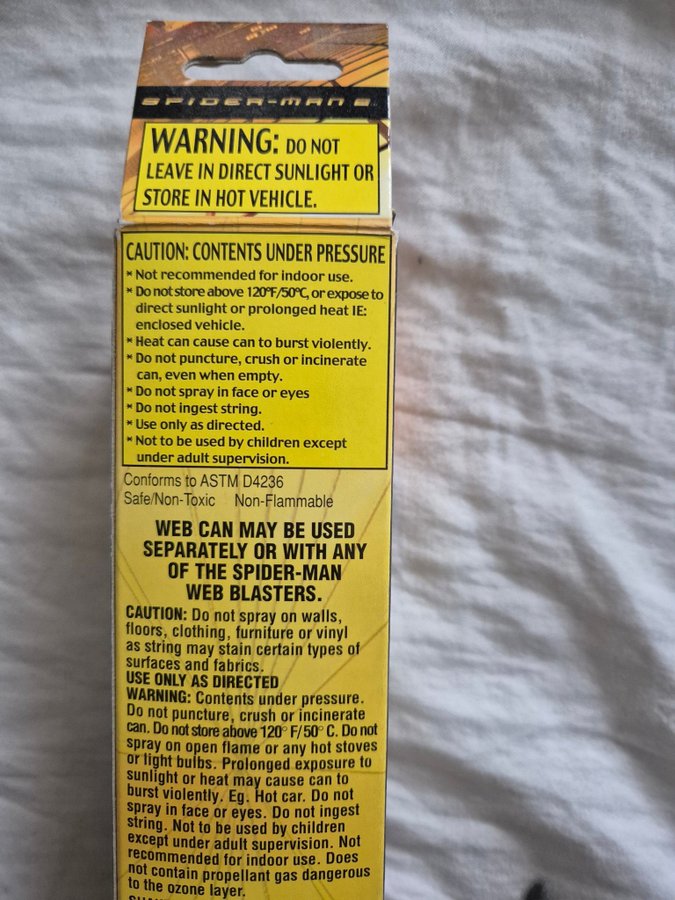 SPIDER-MAN 2
WARNING: DO NOT
LEAVE IN DIRECT SUNLIGHT OR
STORE IN HOT VEHICLE.
CAUTION: CONTENTS UNDER PRESSURE
* Not recommended for indoor use.
* Do not store above 120°F/50°C, or expose to
direct sunlight or prolonged heat IE:
enclosed vehicle.
* Heat can cause can to burst violently.
* Do not puncture, crush or incinerate
can, even when empty.
* Do not spray in face or eyes
* Do not ingest string.
* Use only as directed.
* Not to be used by children except
under adult supervision.
Conforms to ASTM D4236
Safe/Non-Toxic Non-Flammable
WEB CAN MAY BE USED
SEPARATELY OR WITH ANY
OF THE SPIDER-MAN
WEB BLASTERS.
CAUTION: Do not spray on walls,
floors, clothing, furniture or vinyl
as string may stain certain types of
surfaces and fabrics.
USE ONLY AS DIRECTED
WARNING: Contents under pressure.
Do not puncture, crush or incinerate
can. Do not store above 120° F/50° C. Do not
spray on open flame or any hot stoves
or light bulbs. Prolonged exposure to
sunlight or heat may cause can to
burst violently. Eg. Hot car. Do not
spray in face or eyes. Do not ingest
string. Not to be used by children
except under adult supervision. Not
recommended for indoor use. Does
not contain propellant gas dangerous
to the ozone layer.